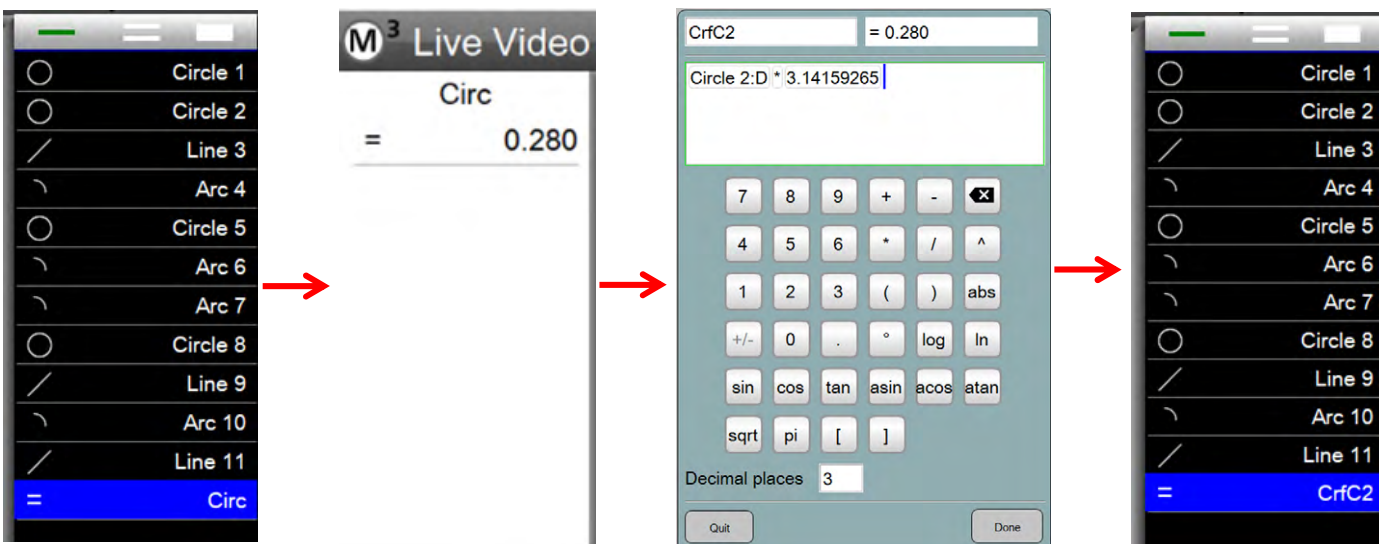 Circle 1
Circle 2
Line 3
Arc 4
Circle 5
Arc 6
Arc 7
Circle 8
Line 9
Arc 10
Line 11
= Circ
M3 Live Video
Circ
= 0.280
CrfC2 = 0.280
Circle 2:D * 3.14159265
7 8 9 + -
4 5 6 * / ^
1 2 3 ( ) abs
+/- 0 . ° log ln
sin cos tan asin acos atan
sqrt pi [ ]
Decimal places 3
Quit Done
Circle 1
Circle 2
Line 3
Arc 4
Circle 5
Arc 6
Arc 7
Circle 8
Line 9
Arc 10
Line 11
= CrfC2